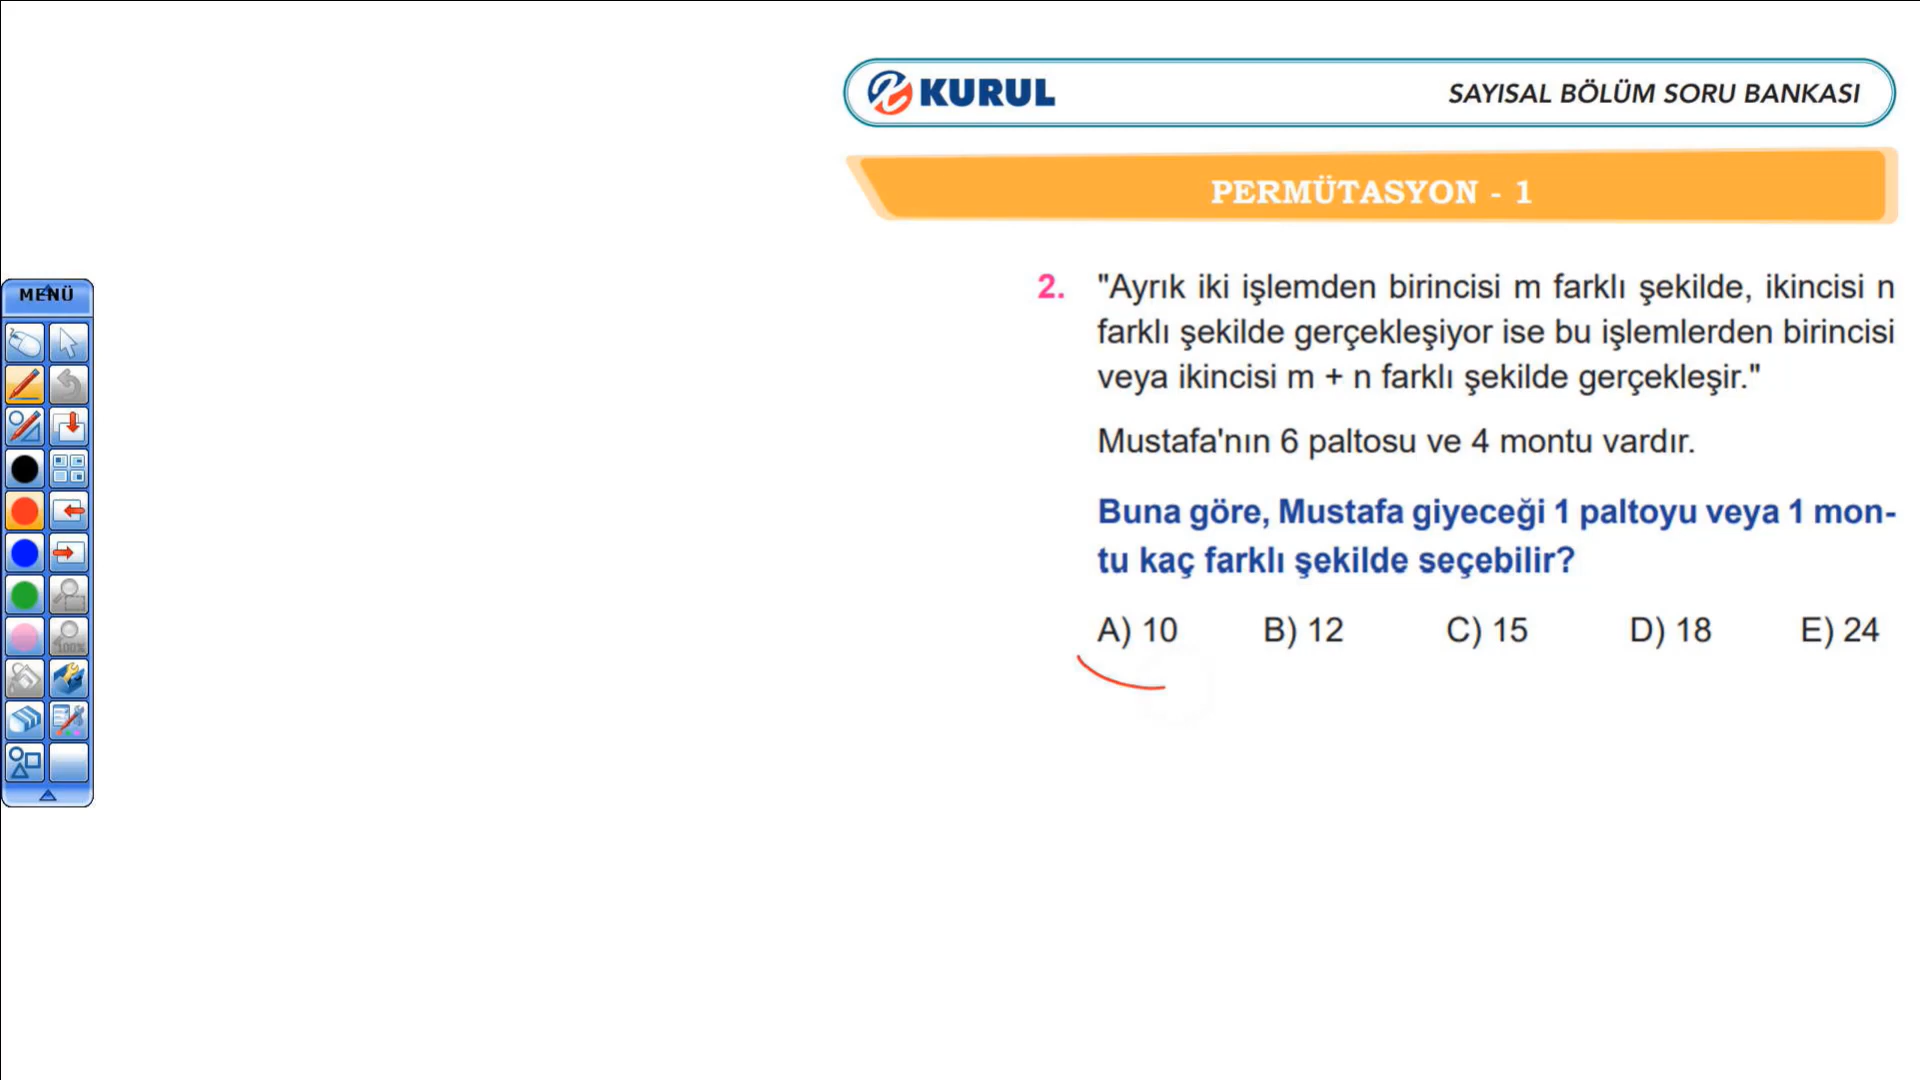 KURUL
SAYISAL BÖLÜM SORU BANKASI
PERMÜTASYON - 1
MENÜ
2. "Ayrık iki işlemden birincisi m farklı şekilde, ikincisi n
farklı şekilde gerçekleşiyor ise bu işlemlerden birincisi
veya ikincisi m + n farklı şekilde gerçekleşir."
Mustafa'nın 6 paltosu ve 4 montu vardır.
Buna göre, Mustafa giyeceği 1 paltoyu veya 1 mon-
tu kaç farklı şekilde seçebilir?
A) 10 B) 12 C) 15 D) 18 E) 24
100%